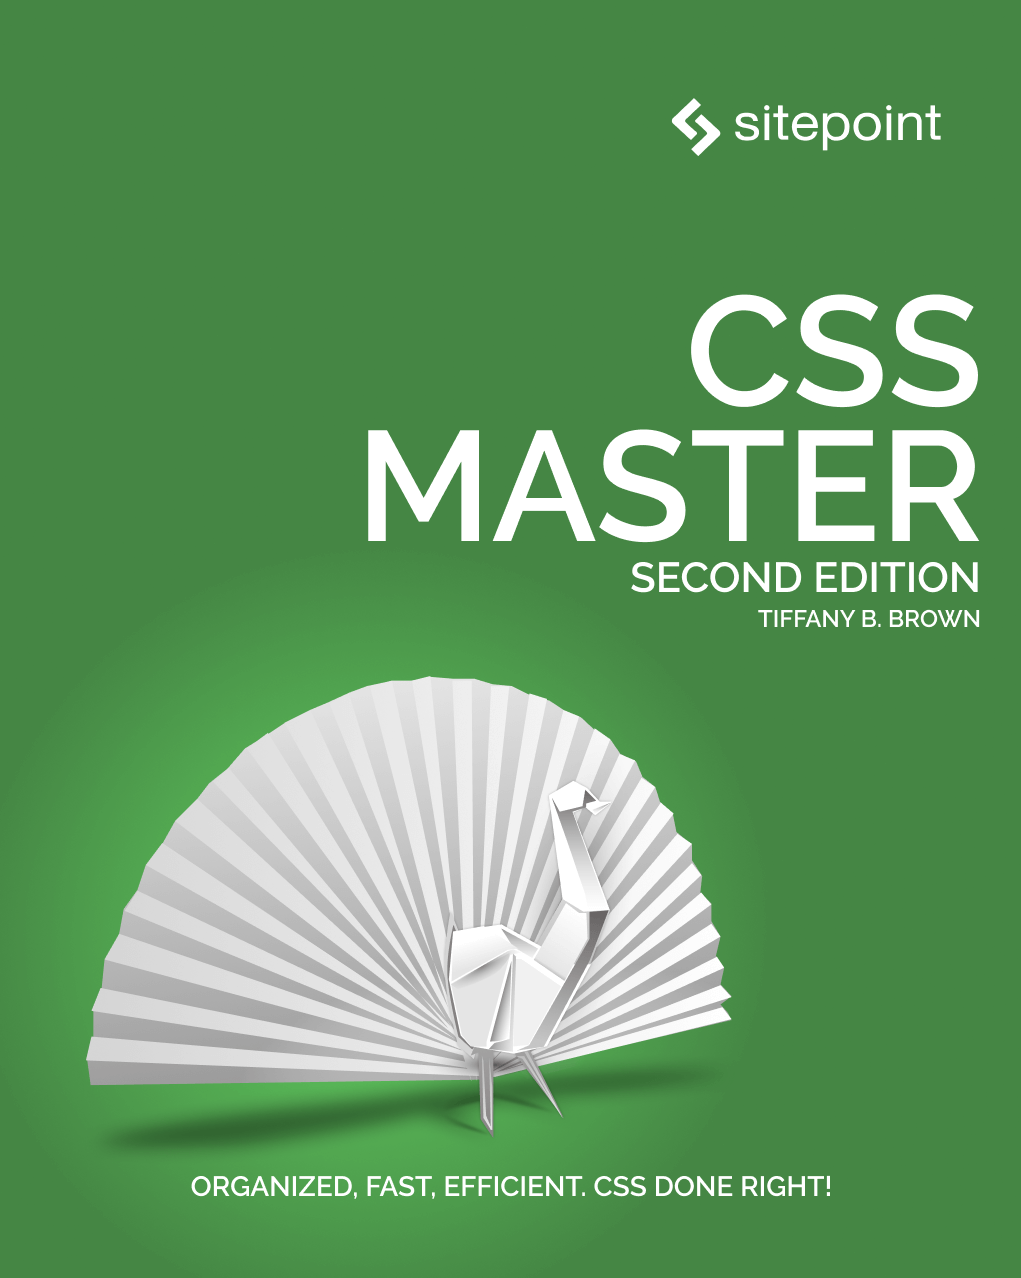 sitepoint
CSS
MASTER
SECOND EDITION
TIFFANY B. BROWN
ORGANIZED, FAST, EFFICIENT. CSS DONE RIGHT!